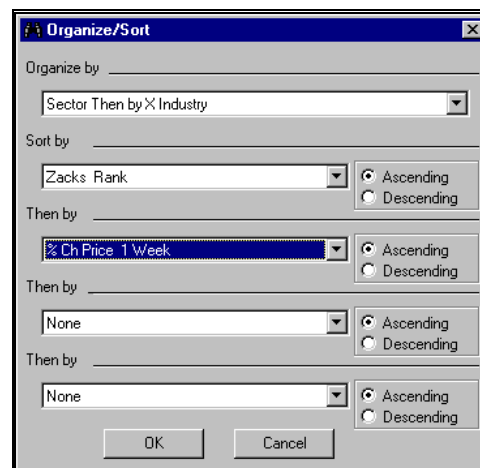 Organize/Sort
Organize by
Sector Then by X Industry
Sort by
Zacks Rank
Ascending
Descending
Then by
% Ch Price 1 Week
Ascending
Descending
Then by
None
Ascending
Descending
Then by
None
Ascending
Descending
OK
Cancel